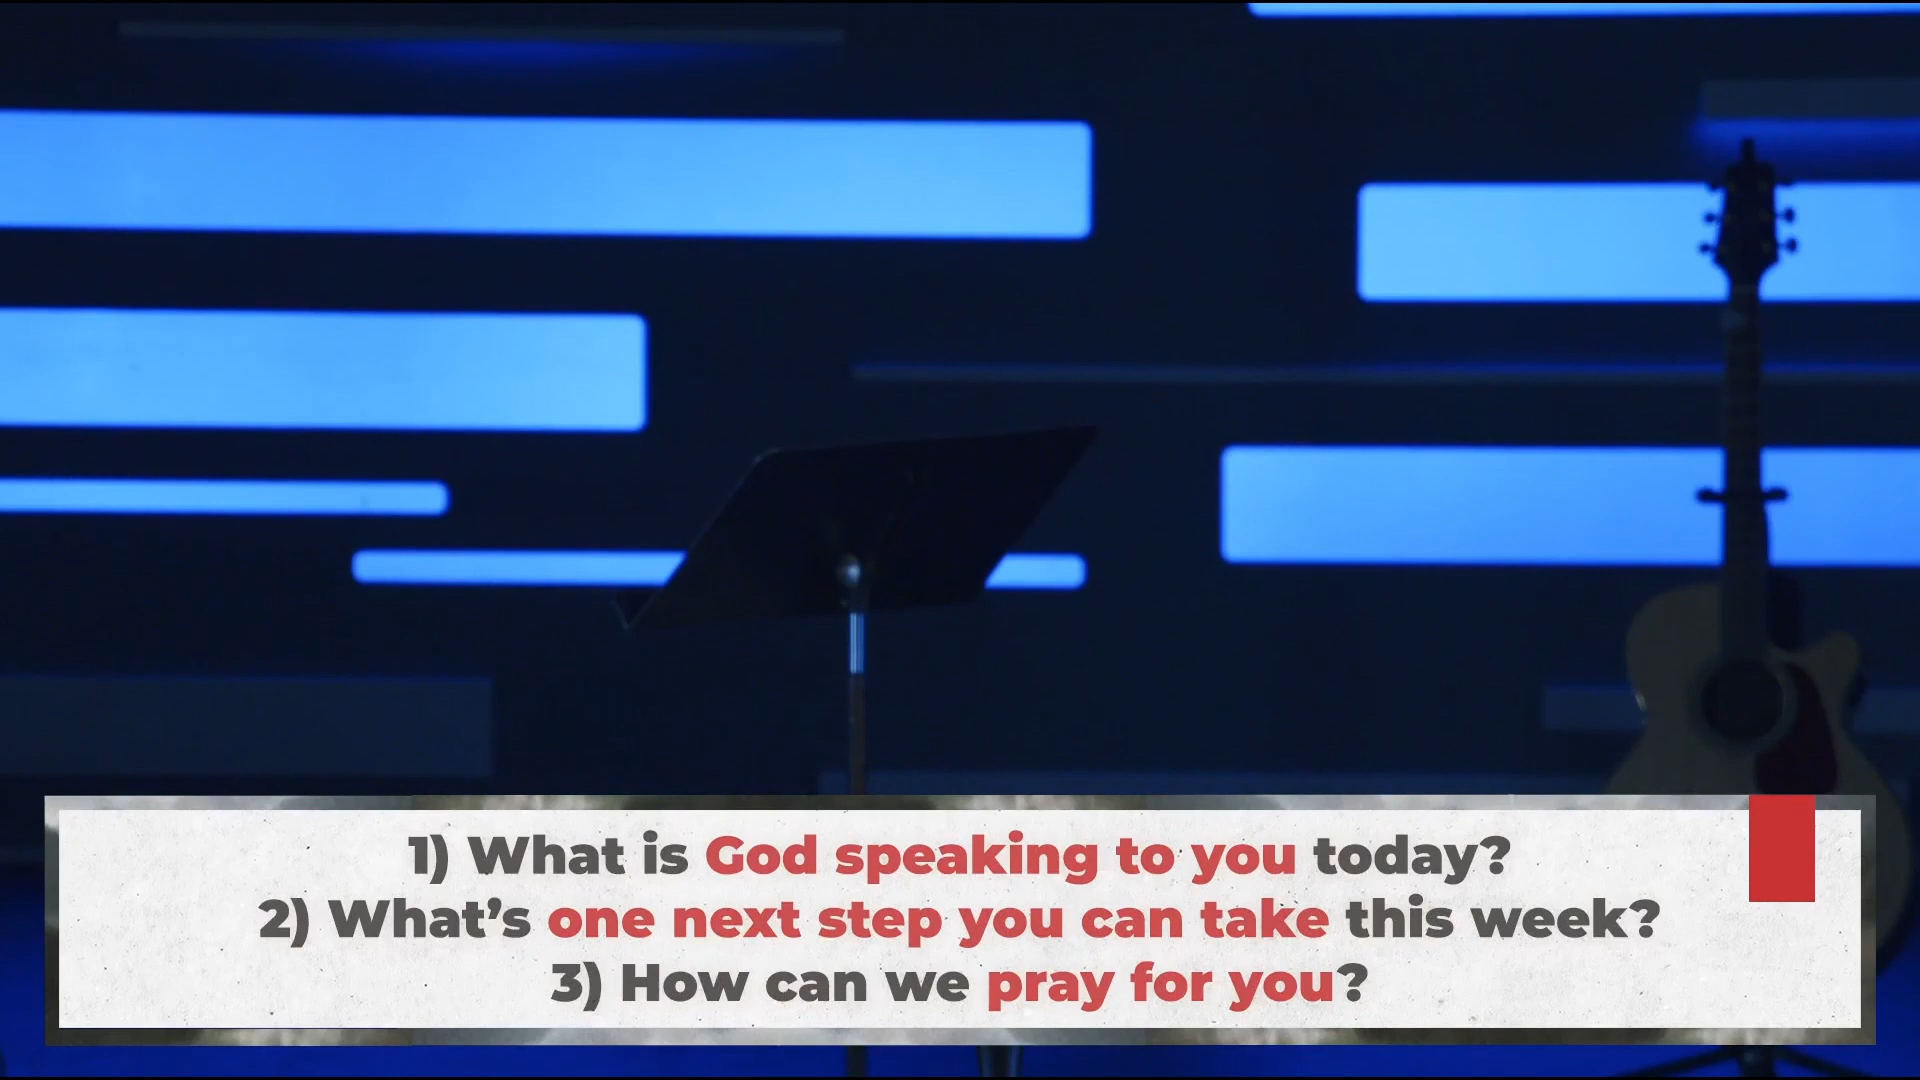 1) What is God speaking to you today?
2) What’s one next step you can take this week?
3) How can we pray for you?